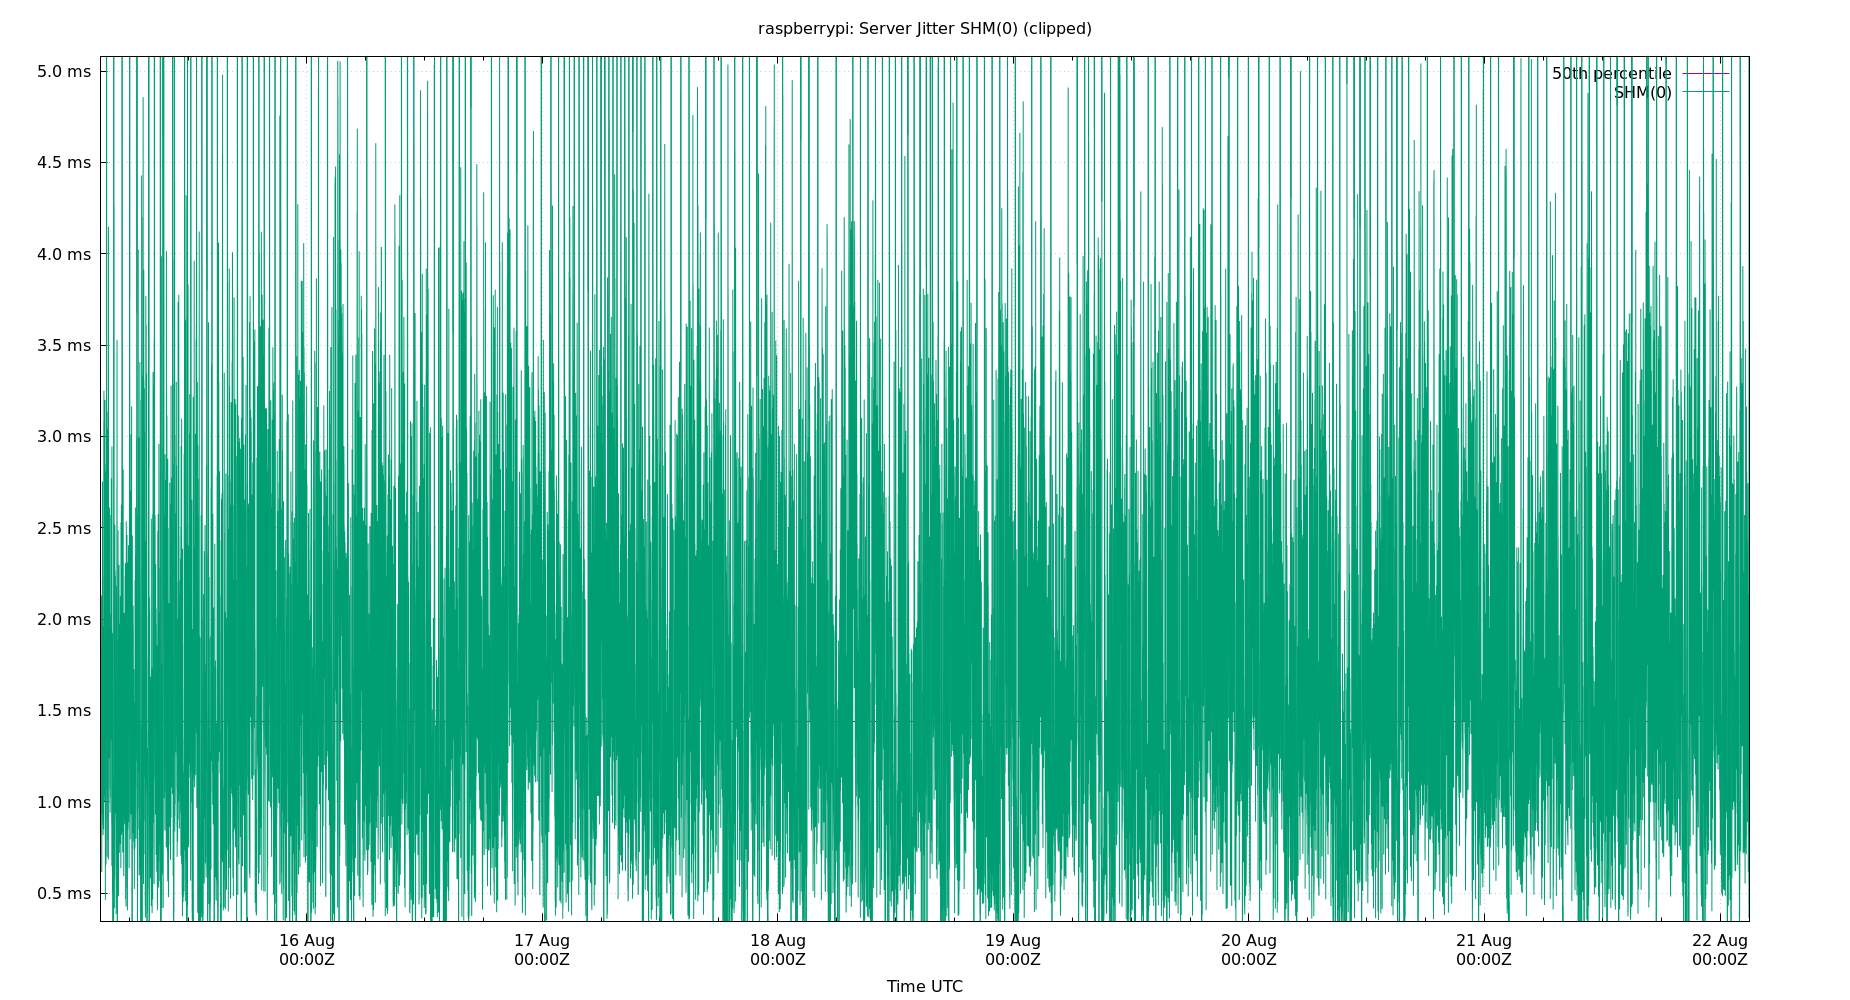 raspberrypi: Server Jitter SHM(0) (clipped)
50th percentile
SHM(0)
5.0 ms
4.5 ms
4.0 ms
3.5 ms
3.0 ms
2.5 ms
2.0 ms
1.5 ms
1.0 ms
0.5 ms
16 Aug 17 Aug 18 Aug 19 Aug 20 Aug 21 Aug 22 Aug
00:00Z 00:00Z 00:00Z 00:00Z 00:00Z 00:00Z 00:00Z
Time UTC